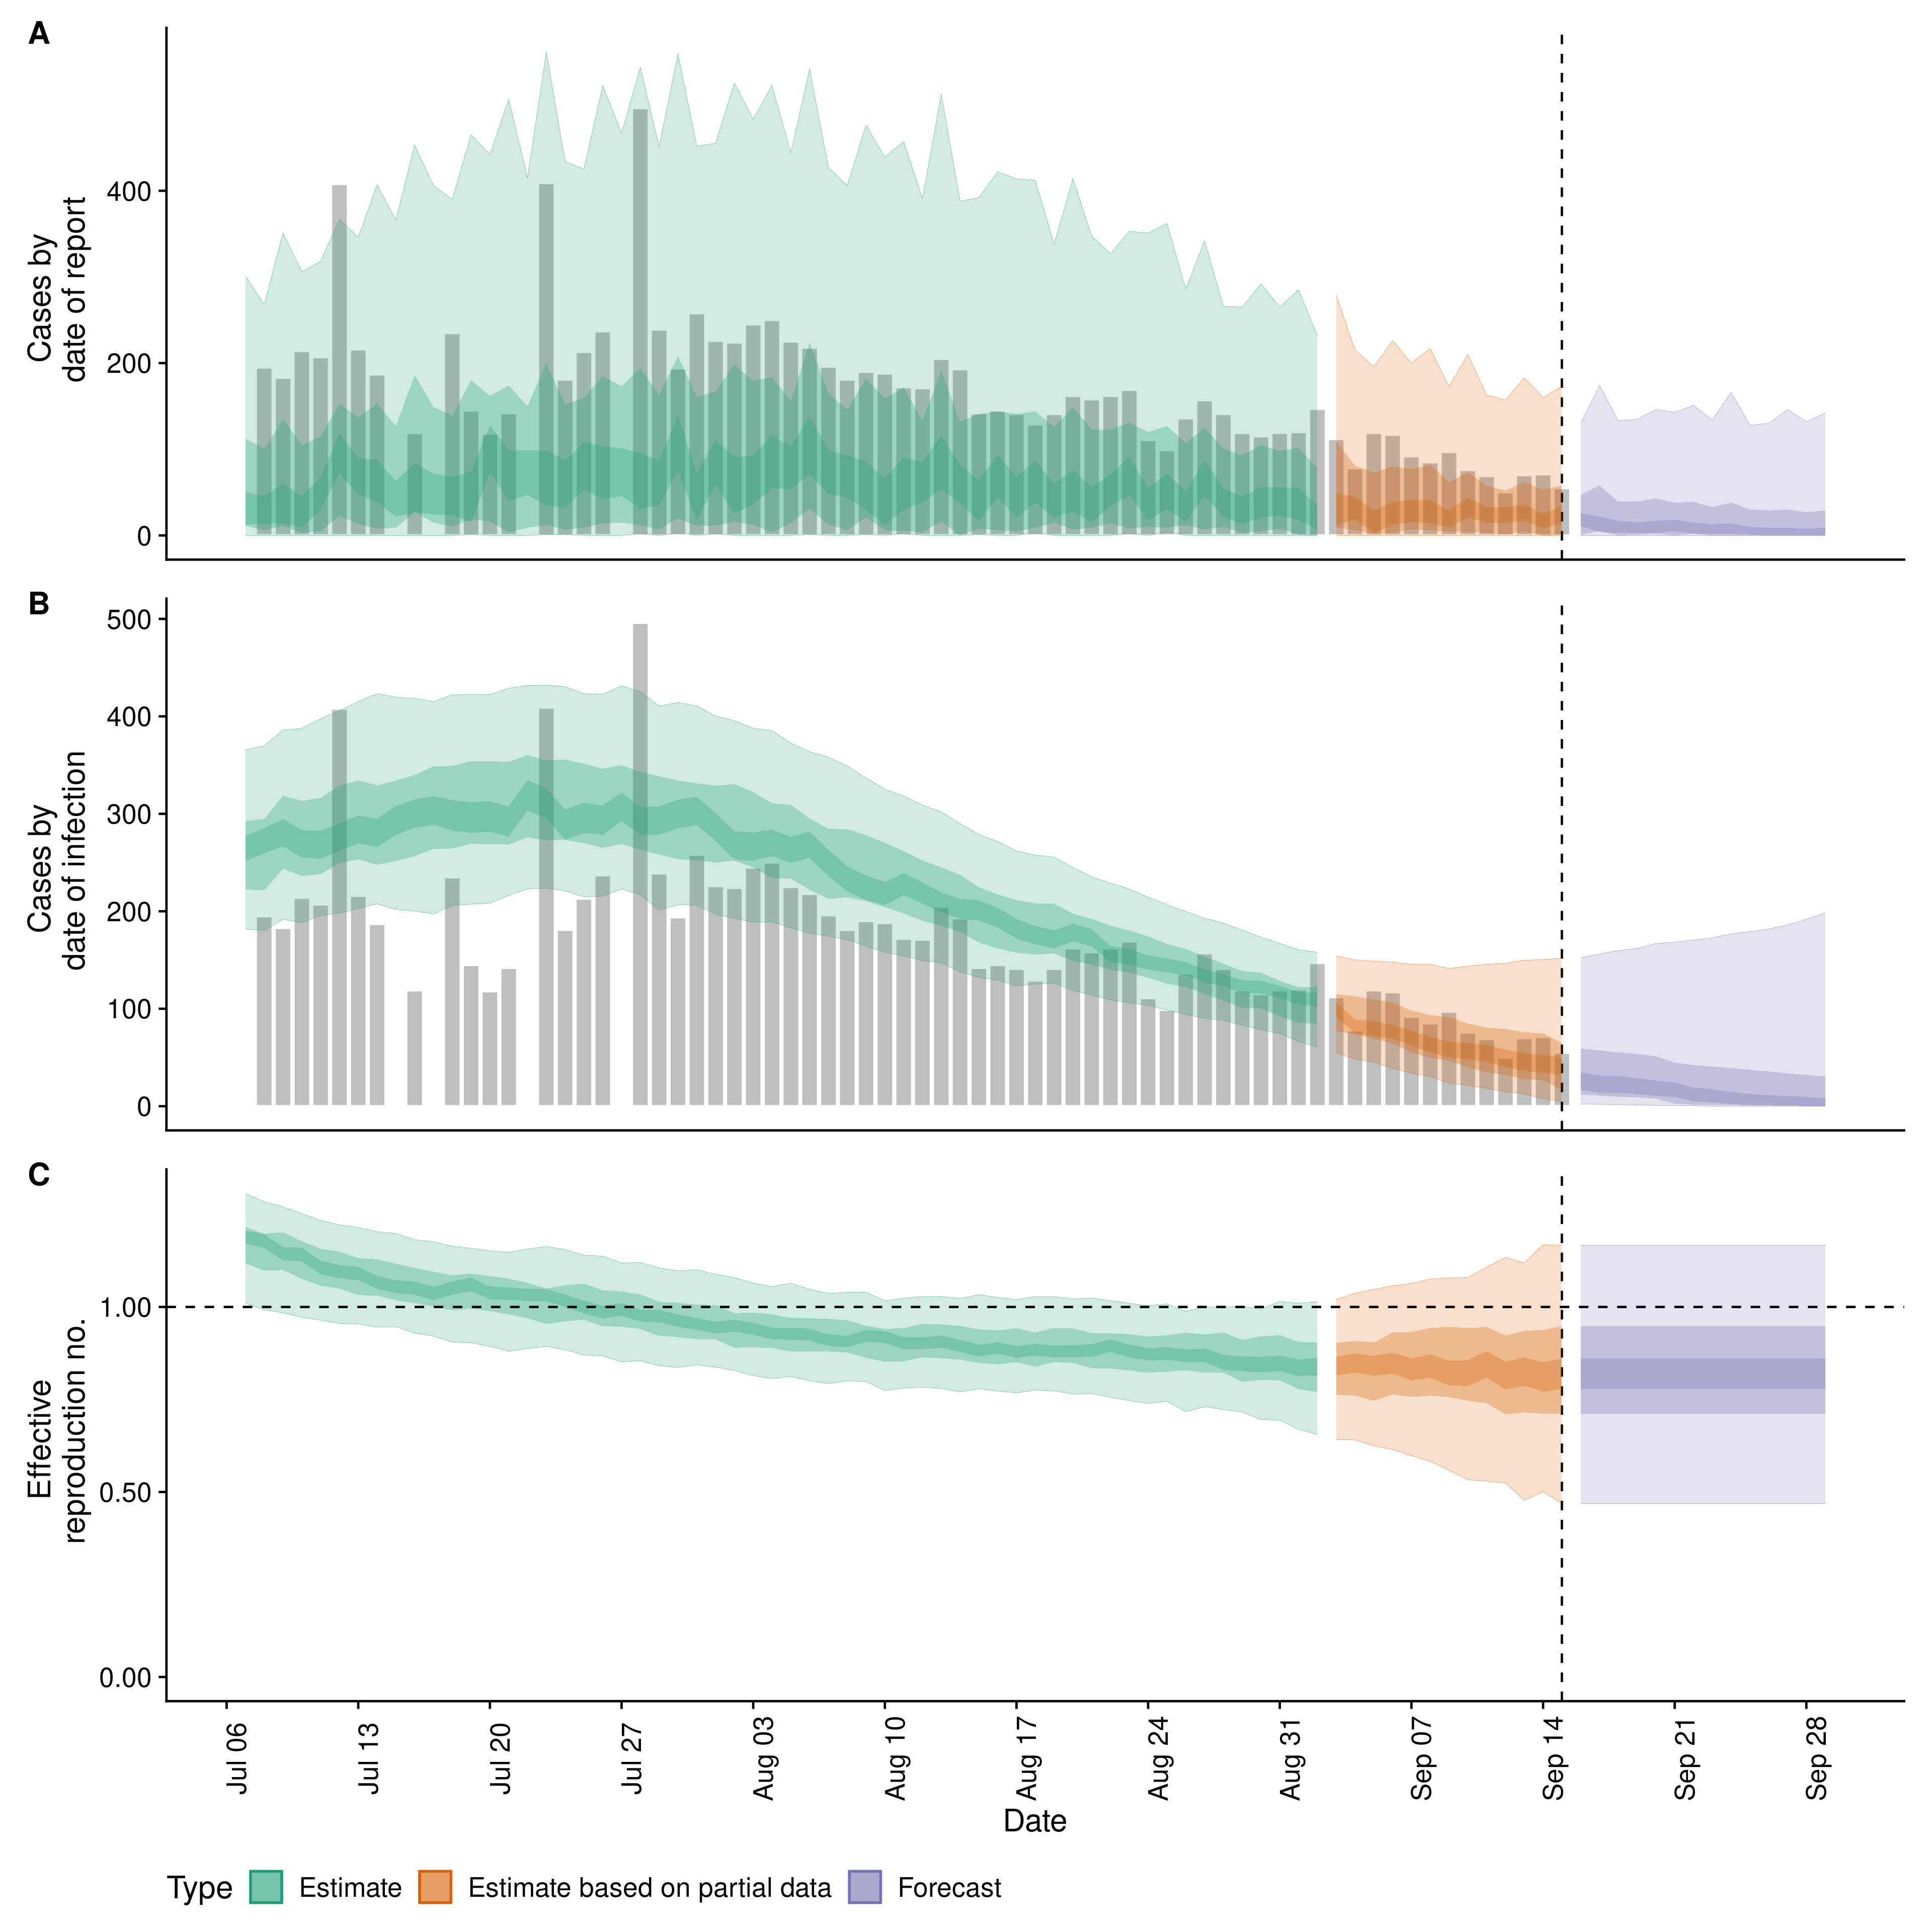 A
Cases by
date of report
400
200
0
B
Cases by
date of infection
500
400
300
200
100
0
C
Effective
reproduction no.
1.00
0.50
0.00
Jul 06
Jul 13
Jul 20
Jul 27
Aug 03
Aug 10
Aug 17
Aug 24
Aug 31
Sep 07
Sep 14
Sep 21
Sep 28
Date
Type Estimate Estimate based on partial data Forecast